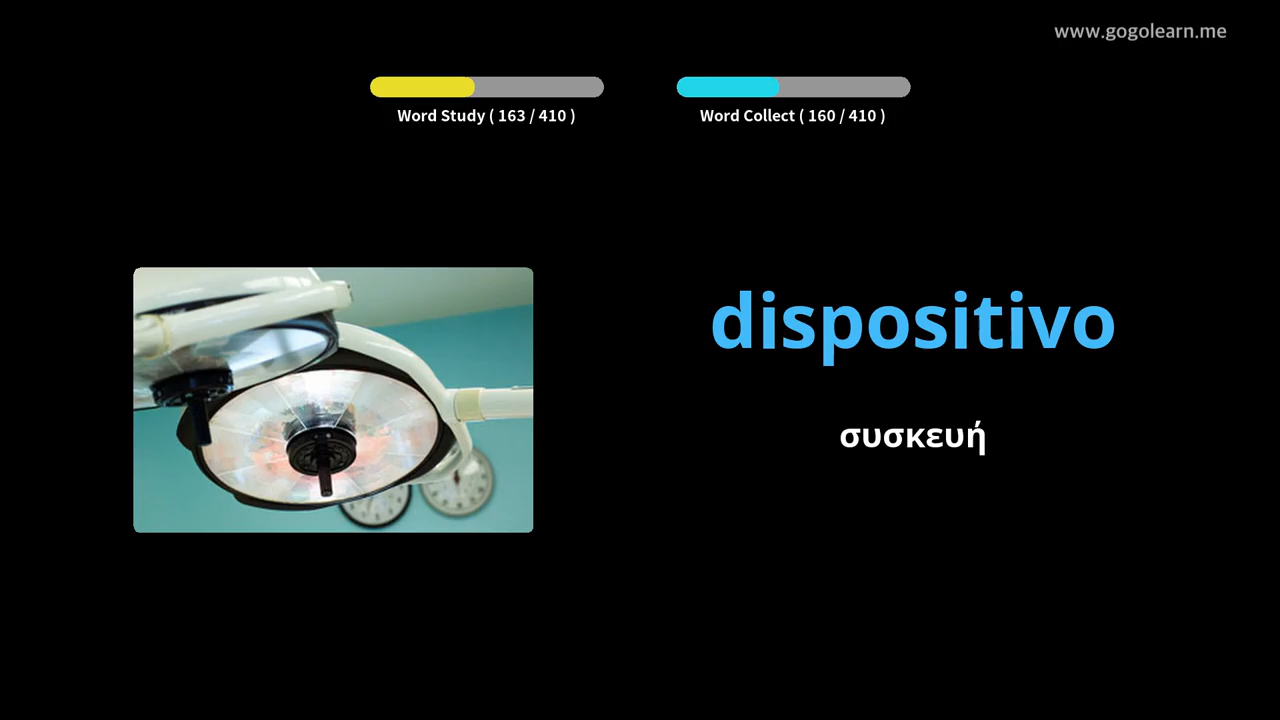 www.gogolearn.me
Word Study ( 163 / 410 )
Word Collect ( 160 / 410 )
dispositivo
συσκευή